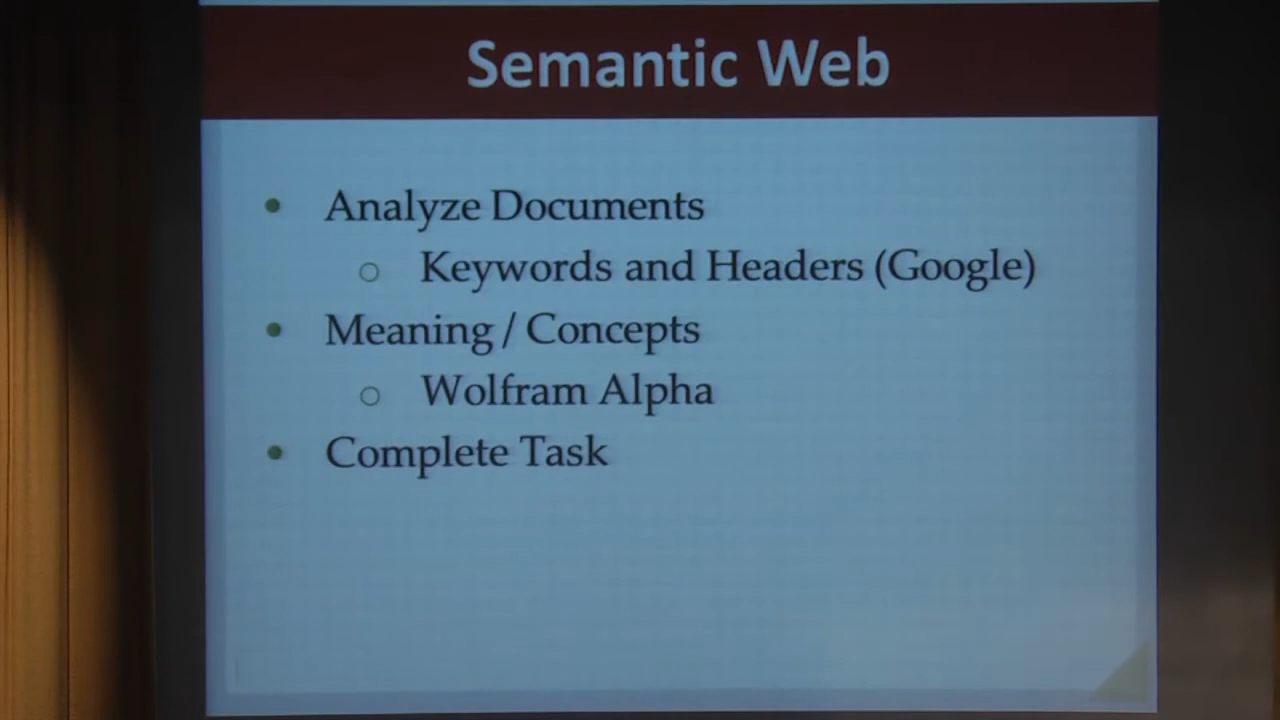 Semantic Web
• Analyze Documents
○ Keywords and Headers (Google)
• Meaning / Concepts
○ Wolfram Alpha
• Complete Task